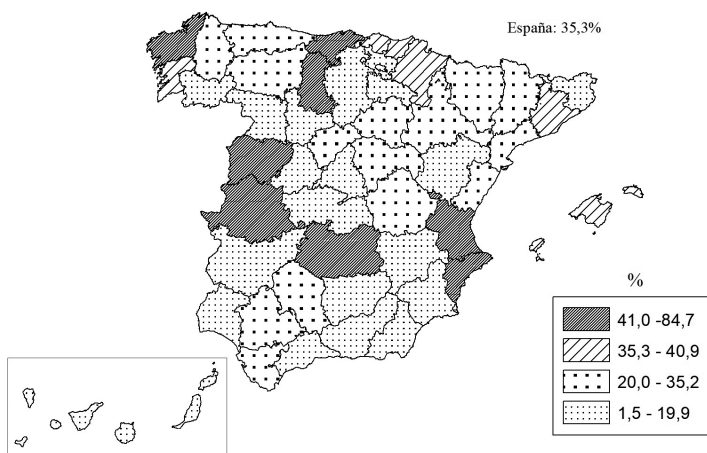 España: 35,3%
%
41,0 -84,7
35,3 - 40,9
20,0 - 35,2
1,5 - 19,9